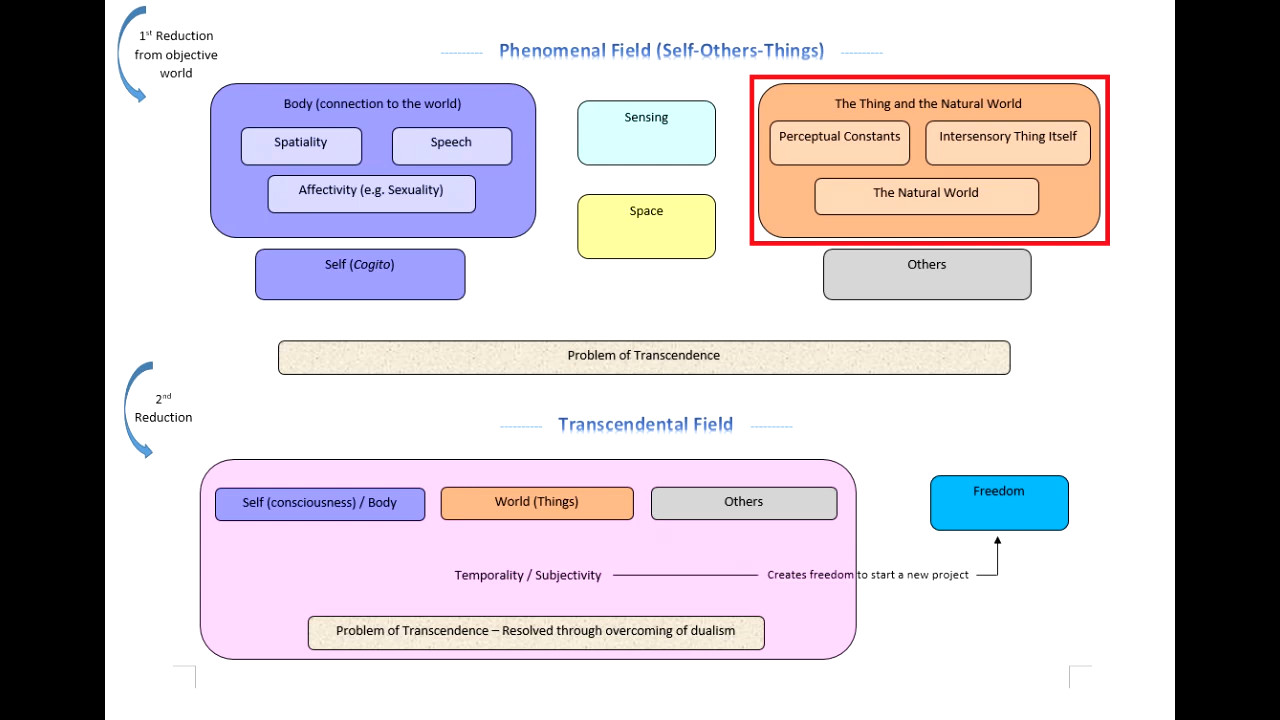 1st Reduction
from objective
world
Phenomenal Field (Self-Others-Things)
Body (connection to the world)
Spatiality
Speech
Affectivity (e.g. Sexuality)
Self (Cogito)
Sensing
Space
The Thing and the Natural World
Perceptual Constants
Intersensory Thing Itself
The Natural World
Others
Problem of Transcendence
2nd
Reduction
Transcendental Field
Self (consciousness) / Body
World (Things)
Others
Freedom
Temporality / Subjectivity
Creates freedom to start a new project
Problem of Transcendence – Resolved through overcoming of dualism